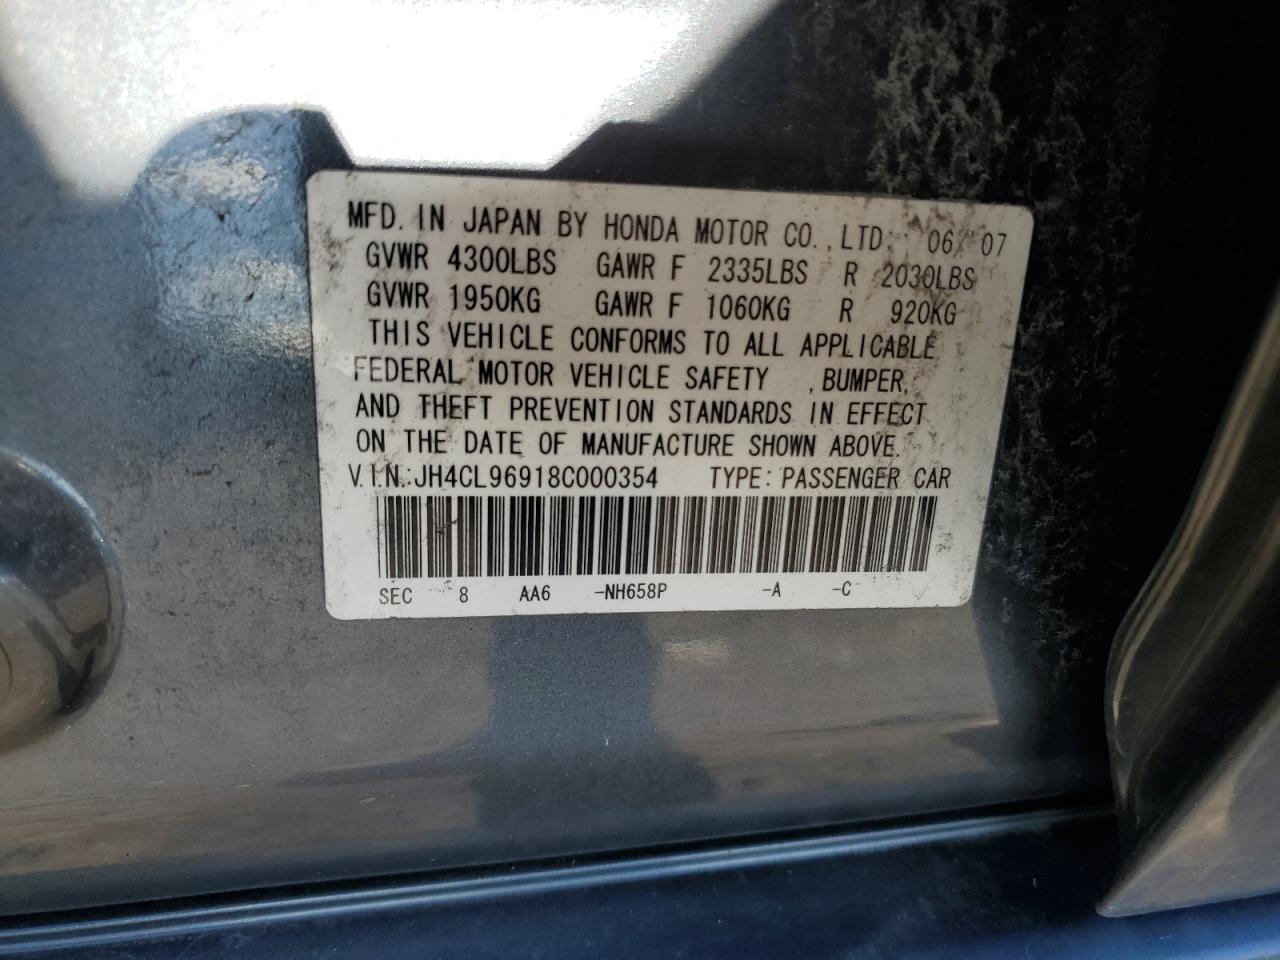 MFD. IN JAPAN BY HONDA MOTOR CO., LTD. 06/07
GVWR 4300LBS GAWR F 2335LBS R 2030LBS
GVWR 1950KG GAWR F 1060KG R 920KG
THIS VEHICLE CONFORMS TO ALL APPLICABLE
FEDERAL MOTOR VEHICLE SAFETY ,BUMPER,
AND THEFT PREVENTION STANDARDS IN EFFECT
ON THE DATE OF MANUFACTURE SHOWN ABOVE.
V.I.N.:JH4CL96918C000354 TYPE: PASSENGER CAR
SEC 8 AA6 -NH658P -A -C